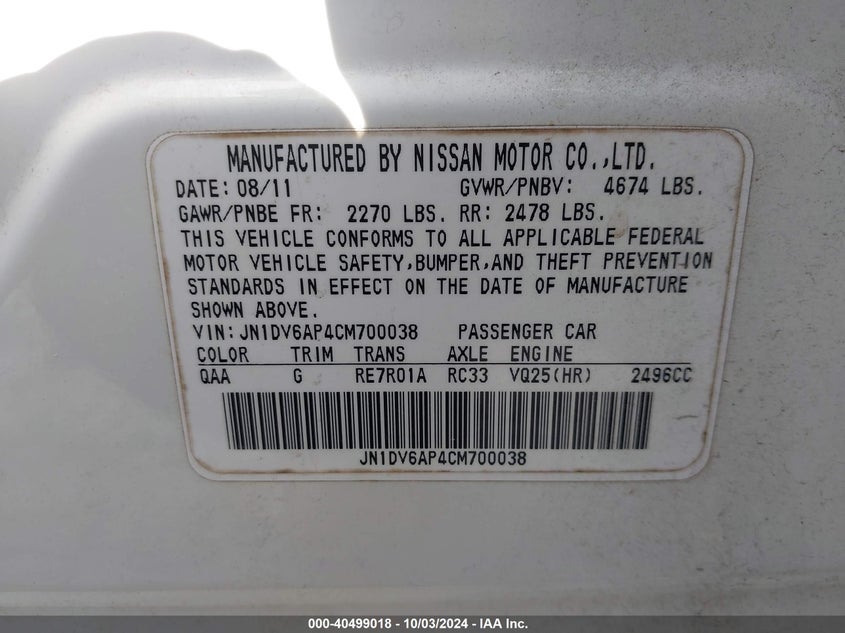 MANUFACTURED BY NISSAN MOTOR CO.,LTD.
DATE: 08/11 GVWR/PNBV: 4674 LBS.
GAWR/PNBE FR: 2270 LBS. RR: 2478 LBS.
THIS VEHICLE CONFORMS TO ALL APPLICABLE FEDERAL
MOTOR VEHICLE SAFETY,BUMPER,AND THEFT PREVENTION
STANDARDS IN EFFECT ON THE DATE OF MANUFACTURE
SHOWN ABOVE.
VIN:JN1DV6AP4CM700038 PASSENGER CAR
COLOR TRIM TRANS AXLE ENGINE
QAA G RE7R01A RC33 VQ25(HR) 2496CC
JN1DV6AP4CM700038
000-40499018 - 10/03/2024 - IAA Inc.